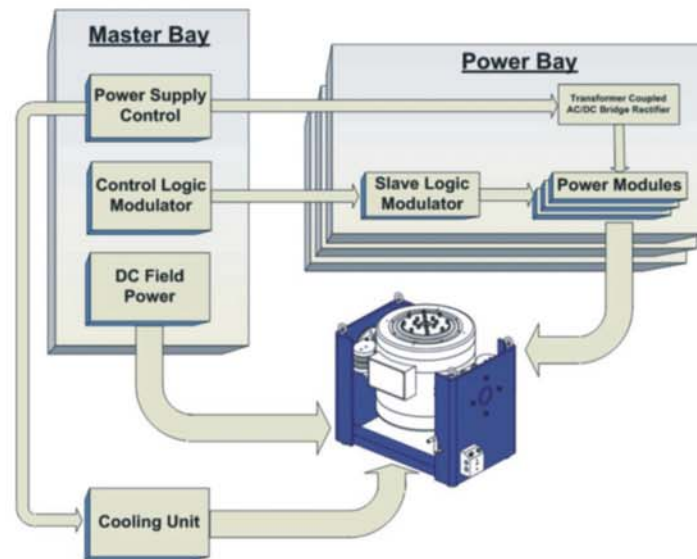 Master Bay
Power Supply
Control
Control Logic
Modulator
DC Field
Power
Power Bay
Transformer Coupled
AC/DC Bridge Rectifier
Slave Logic
Modulator
Power Modules
Cooling Unit